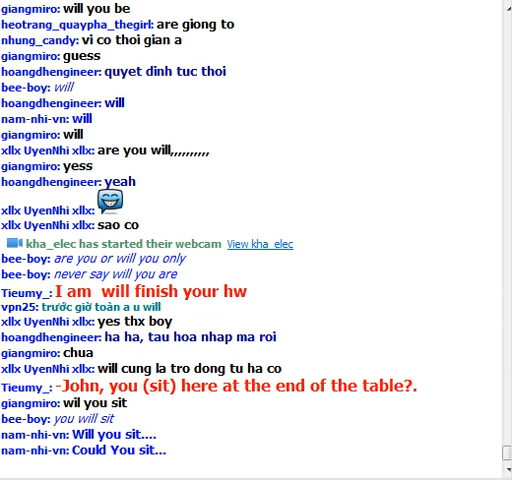 giangmiro: will you be
heotrang_quaypha_thegirl: are giong to
nhung_candy: vi co thoi gian a
giangmiro: guess
hoangdhengineer: quyet dinh tuc thoi
bee-boy: will
hoangdhengineer: will
nam-nhi-vn: will
giangmiro: will
xllx UyenNhi xllx: are you will,,,,,,,,,,
giangmiro: yess
hoangdhengineer: yeah
xllx UyenNhi xllx:
xllx UyenNhi xllx: sao co
kha_elec has started their webcam View kha_elec
bee-boy: are you or will you only
bee-boy: never say will you are
Tieumy_: I am will finish your hw
vpn25: trước giờ toàn a u will
xllx UyenNhi xllx: yes thx boy
hoangdhengineer: ha ha, tau hoa nhap ma roi
giangmiro: chua
xllx UyenNhi xllx: will cung la tro dong tu ha co
Tieumy_: -John, you (sit) here at the end of the table?.
giangmiro: wil you sit
bee-boy: you will sit
nam-nhi-vn: Will you sit....
nam-nhi-vn: Could You sit...